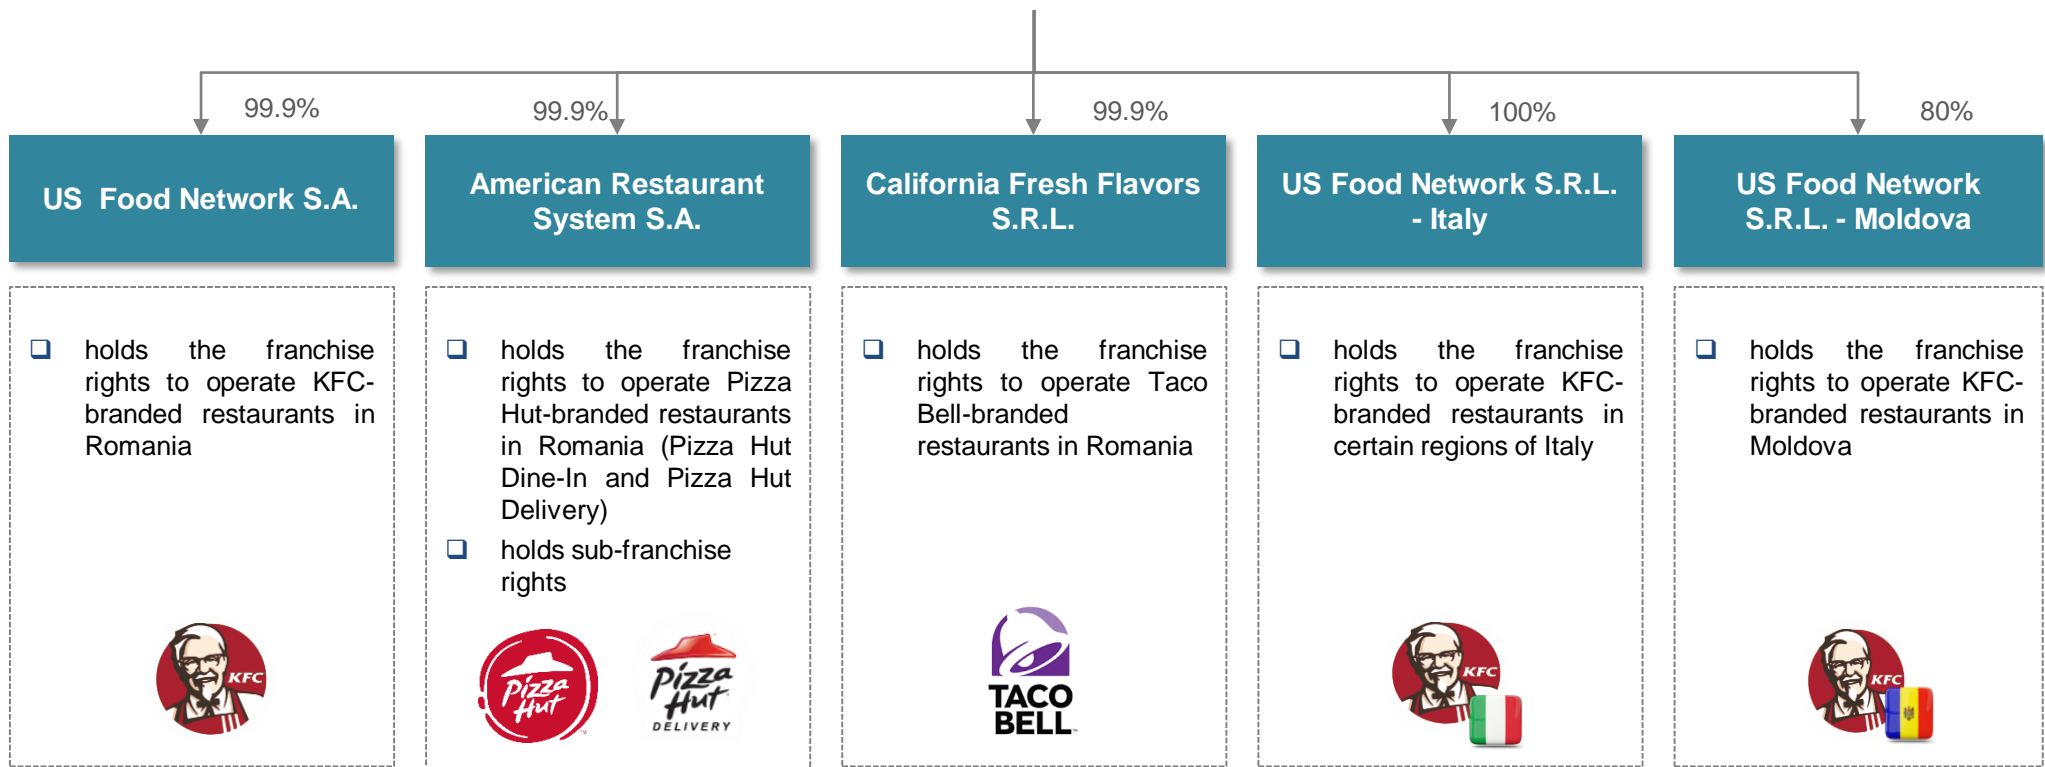 99.9%
99.9%
99.9%
100%
80%
US Food Network S.A.
American Restaurant
System S.A.
California Fresh Flavors
S.R.L.
US Food Network S.R.L.
- Italy
US Food Network
S.R.L. - Moldova
holds the franchise
rights to operate KFC-
branded restaurants in
Romania
holds the franchise
rights to operate Pizza
Hut-branded restaurants
in Romania (Pizza Hut
Dine-In and Pizza Hut
Delivery)
holds sub-franchise
rights
holds the franchise
rights to operate Taco
Bell-branded
restaurants in Romania
holds the franchise
rights to operate KFC-
branded restaurants in
certain regions of Italy
holds the franchise
rights to operate KFC-
branded restaurants in
Moldova
KFC
Pizza
Hut
Pizza
Hut
DELIVERY
TACO
BELL
KFC
KFC